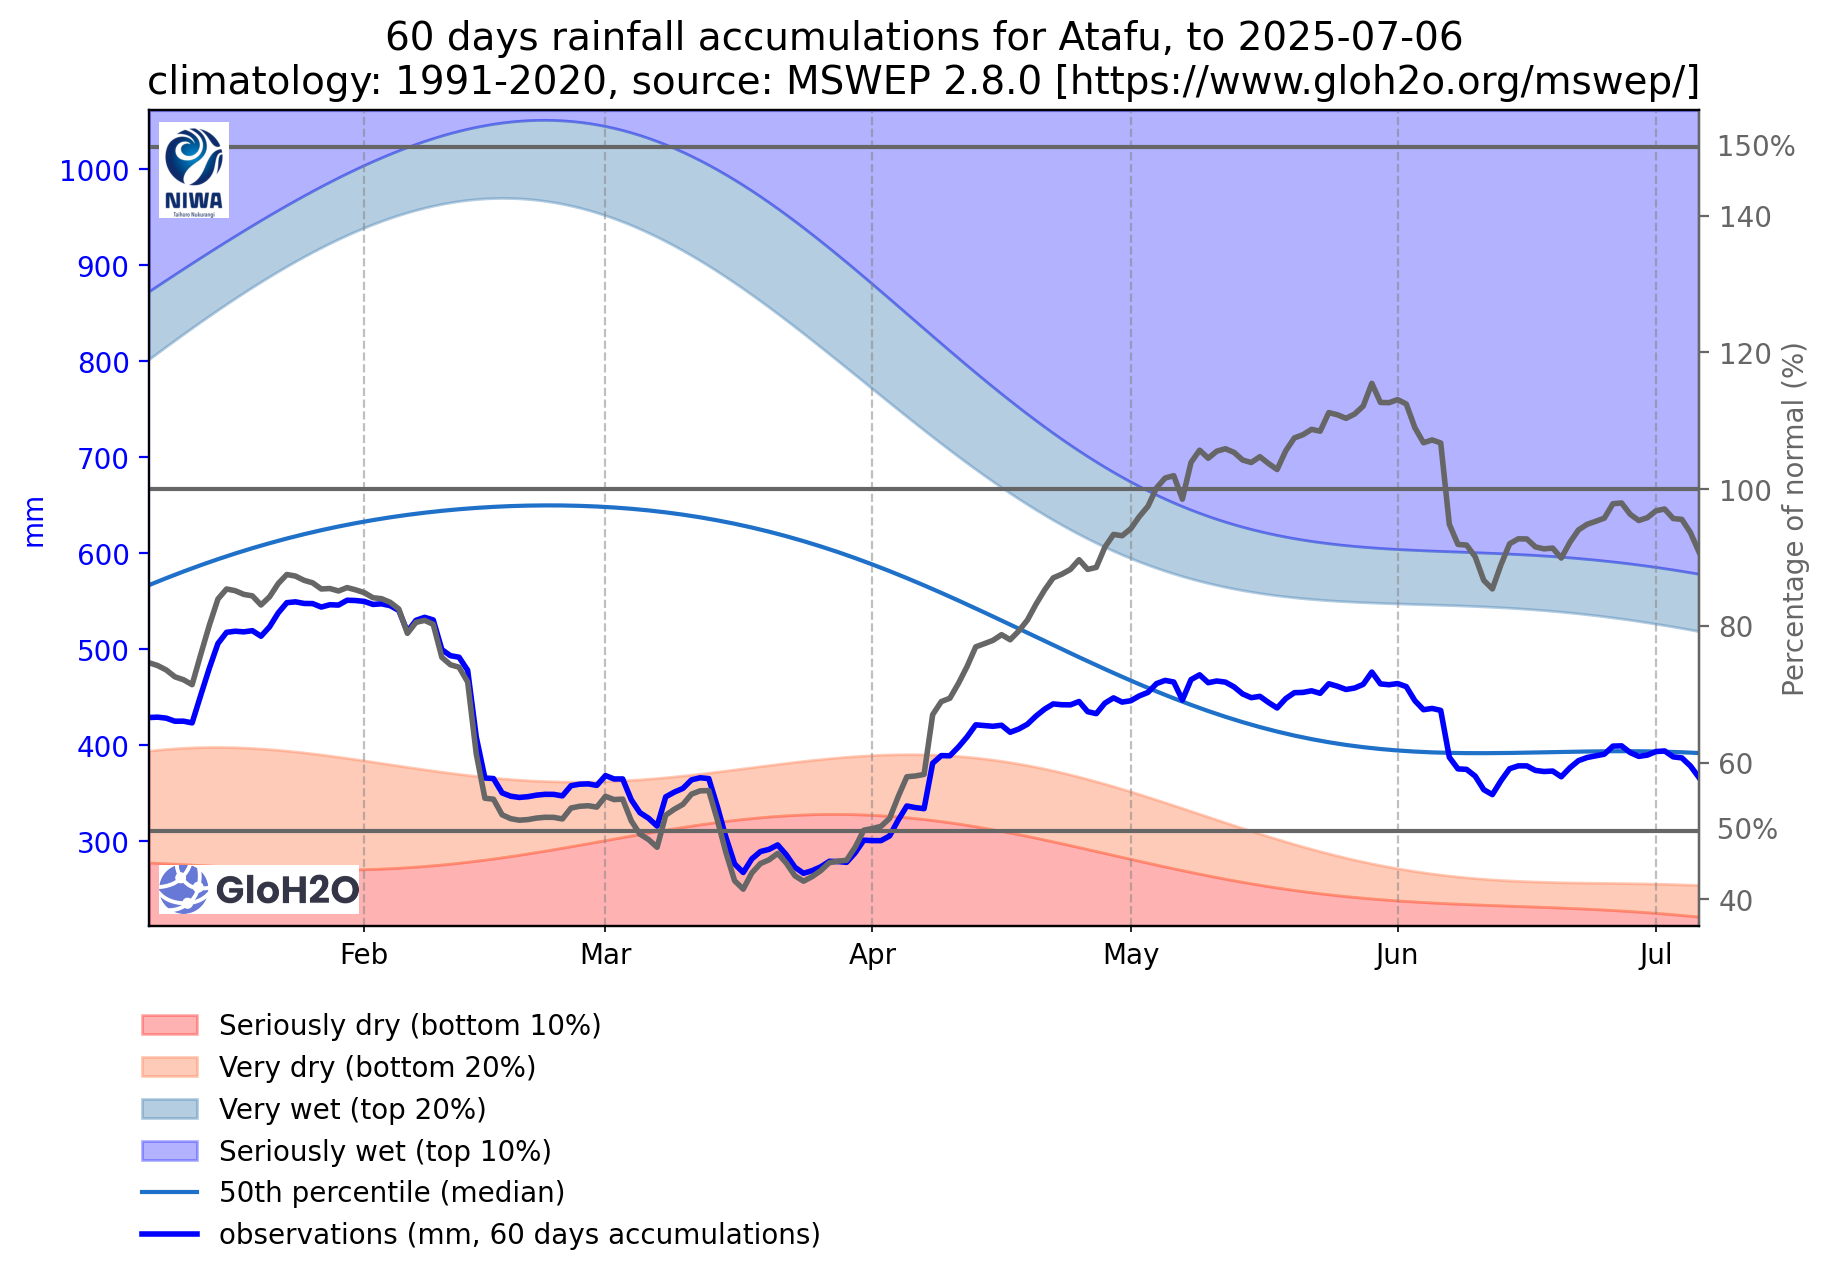 60 days rainfall accumulations for Atafu, to 2025-07-06
climatology: 1991-2020, source: MSWEP 2.8.0 [https://www.gloh2o.org/mswep/]
NIWA
Taihoro Nukurangi
1000
900
800
700
600
500
400
300
mm
150%
140
120
100
80
60
50%
40
Percentage of normal (%)
GloH2O
Feb
Mar
Apr
May
Jun
Jul
Seriously dry (bottom 10%)
Very dry (bottom 20%)
Very wet (top 20%)
Seriously wet (top 10%)
50th percentile (median)
observations (mm, 60 days accumulations)